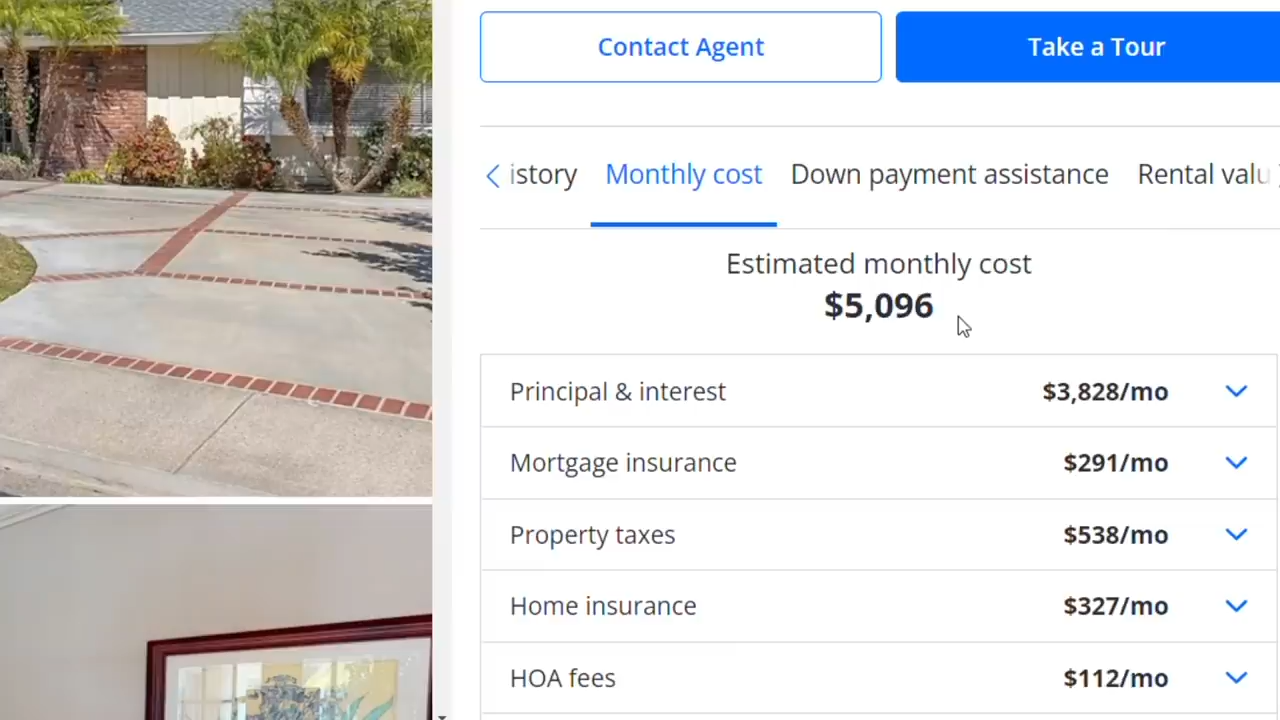 Contact Agent
Take a Tour
istory Monthly cost Down payment assistance Rental valu
Estimated monthly cost
$5,096
Principal & interest $3,828/mo
Mortgage insurance $291/mo
Property taxes $538/mo
Home insurance $327/mo
HOA fees $112/mo